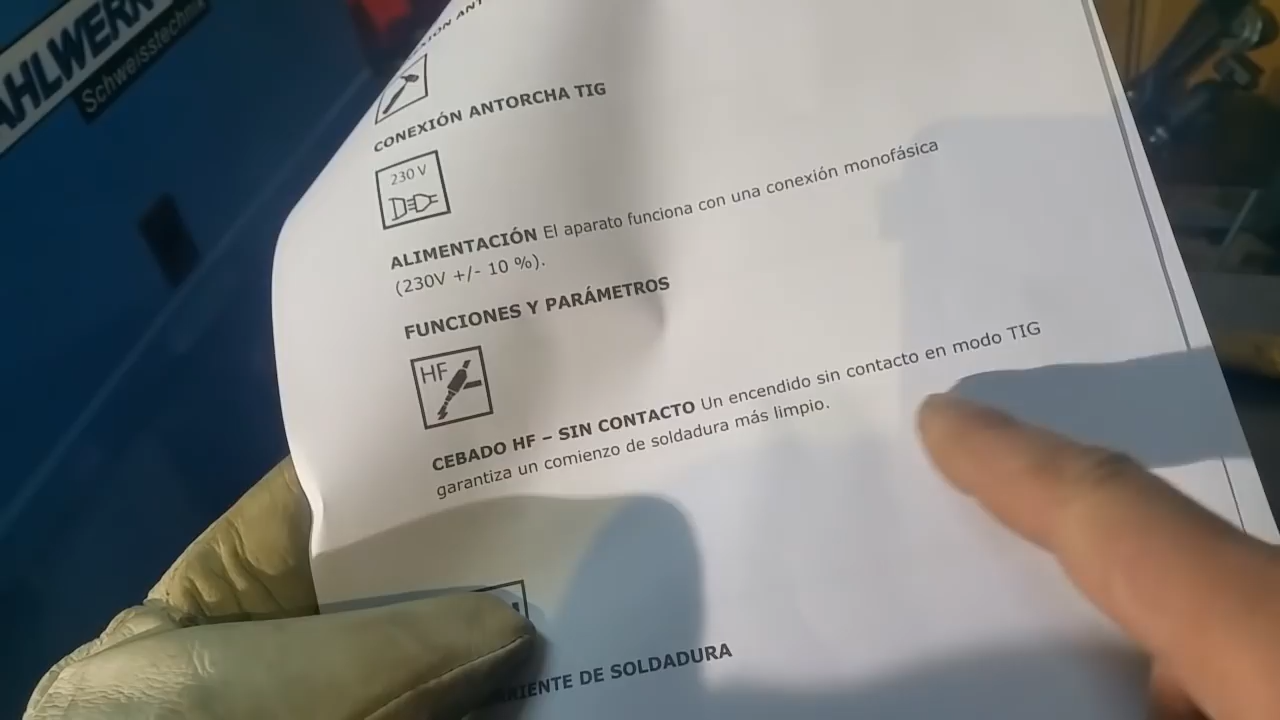 AHLWERK
Schweisstechnik
CONEXIÓN ANTORCHA TIG
230 V
ALIMENTACIÓN El aparato funciona con una conexión monofásica
(230V +/- 10 %).
FUNCIONES Y PARÁMETROS
HF
CEBADO HF – SIN CONTACTO Un encendido sin contacto en modo TIG
garantiza un comienzo de soldadura más limpio.
RIENTE DE SOLDADURA